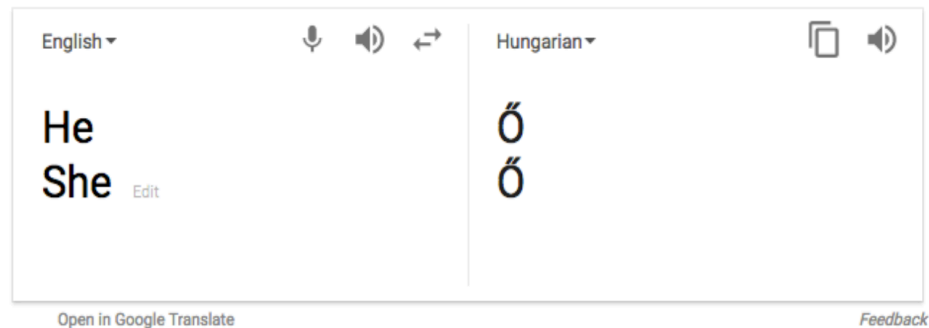 English
Hungarian
He
She Edit
Ő
Ő
Open in Google Translate
Feedback